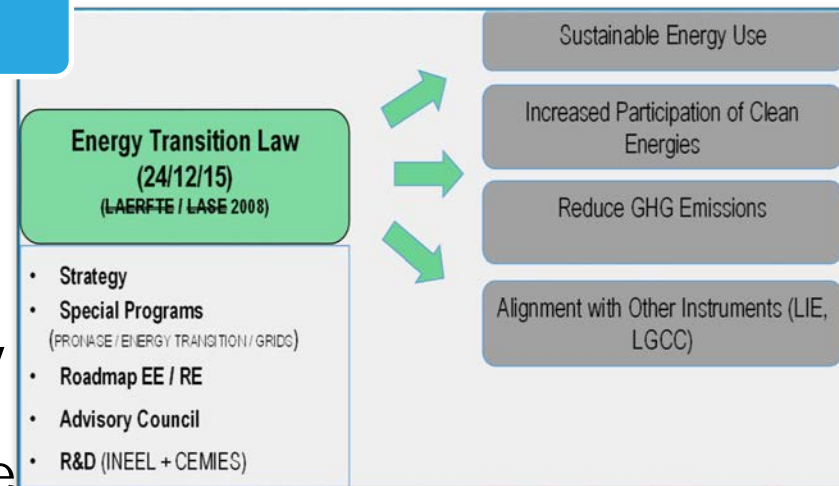 Energy Transition Law
(24/12/15)
(LAERFTE / LASE 2008)
• Strategy
• Special Programs
(PRONASE / ENERGY TRANSITION / GRIDS)
• Roadmap EE / RE
• Advisory Council
• R&D (INEEL + CEMIES)
Sustainable Energy Use
Increased Participation of Clean
Energies
Reduce GHG Emissions
Alignment with Other Instruments (LIE,
LGCC)